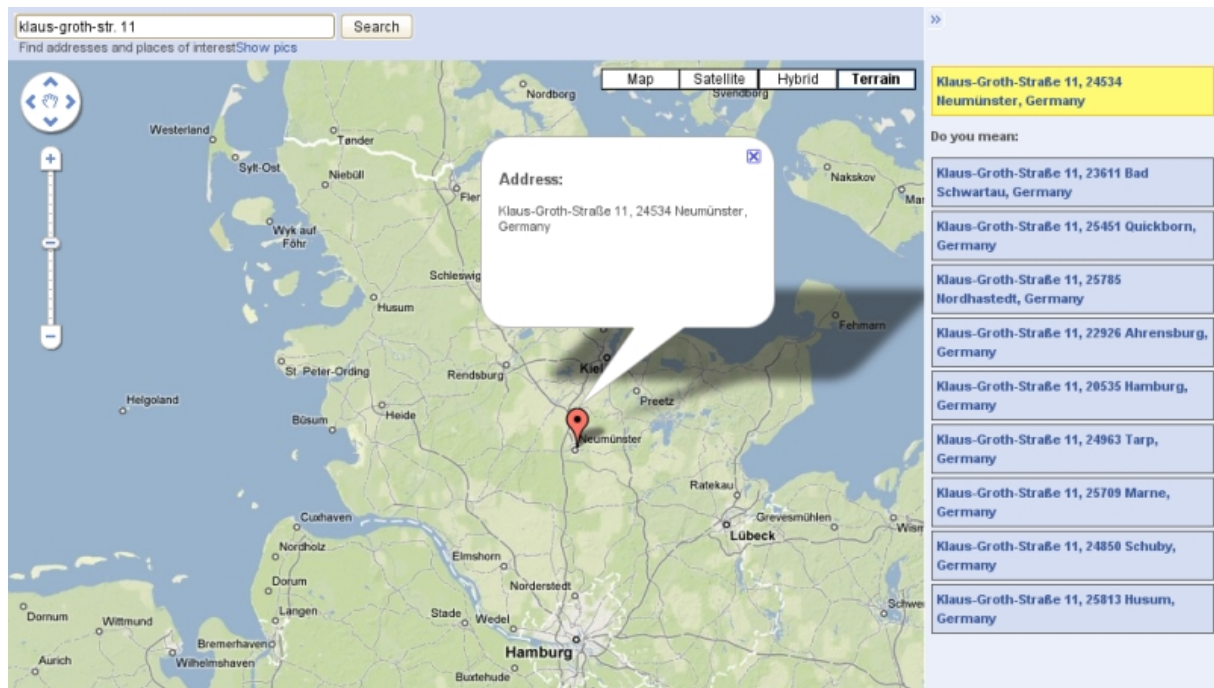 klaus-groth-str. 11
Search
Find addresses and places of interestShow pics
»
Map
Satellite
Hybrid
Terrain
Klaus-Groth-Straße 11, 24534
Neumünster, Germany
Do you mean:
Klaus-Groth-Straße 11, 23611 Bad
Schwartau, Germany
Klaus-Groth-Straße 11, 25451 Quickborn,
Germany
Klaus-Groth-Straße 11, 25785
Nordhastedt, Germany
Klaus-Groth-Straße 11, 22926 Ahrensburg,
Germany
Klaus-Groth-Straße 11, 20535 Hamburg,
Germany
Klaus-Groth-Straße 11, 24963 Tarp,
Germany
Klaus-Groth-Straße 11, 25709 Marne,
Germany
Klaus-Groth-Straße 11, 24850 Schuby,
Germany
Klaus-Groth-Straße 11, 25813 Husum,
Germany
Address:
Klaus-Groth-Straße 11, 24534 Neumünster,
Germany
Nordborg
Svendborg
Westerland
Tønder
Sylt-Ost
Niebüll
Fler
Nakskov
Mar
Wyk auf
Föhr
Schleswig
Husum
Fehmarn
St. Peter-Ording
Rendsburg
Kiel
Preetz
Helgoland
Heide
Büsum
Neumünster
Ratekau
Cuxhaven
Grevesmühlen
Wism
Lübeck
Nordholz
Elmshorn
Dorum
Norderstedt
Dornum
Wittmund
Langen
Stade
Wedel
Schwe
Bremerhaven
Hamburg
Aurich
Wilhelmshaven
Buxtehude